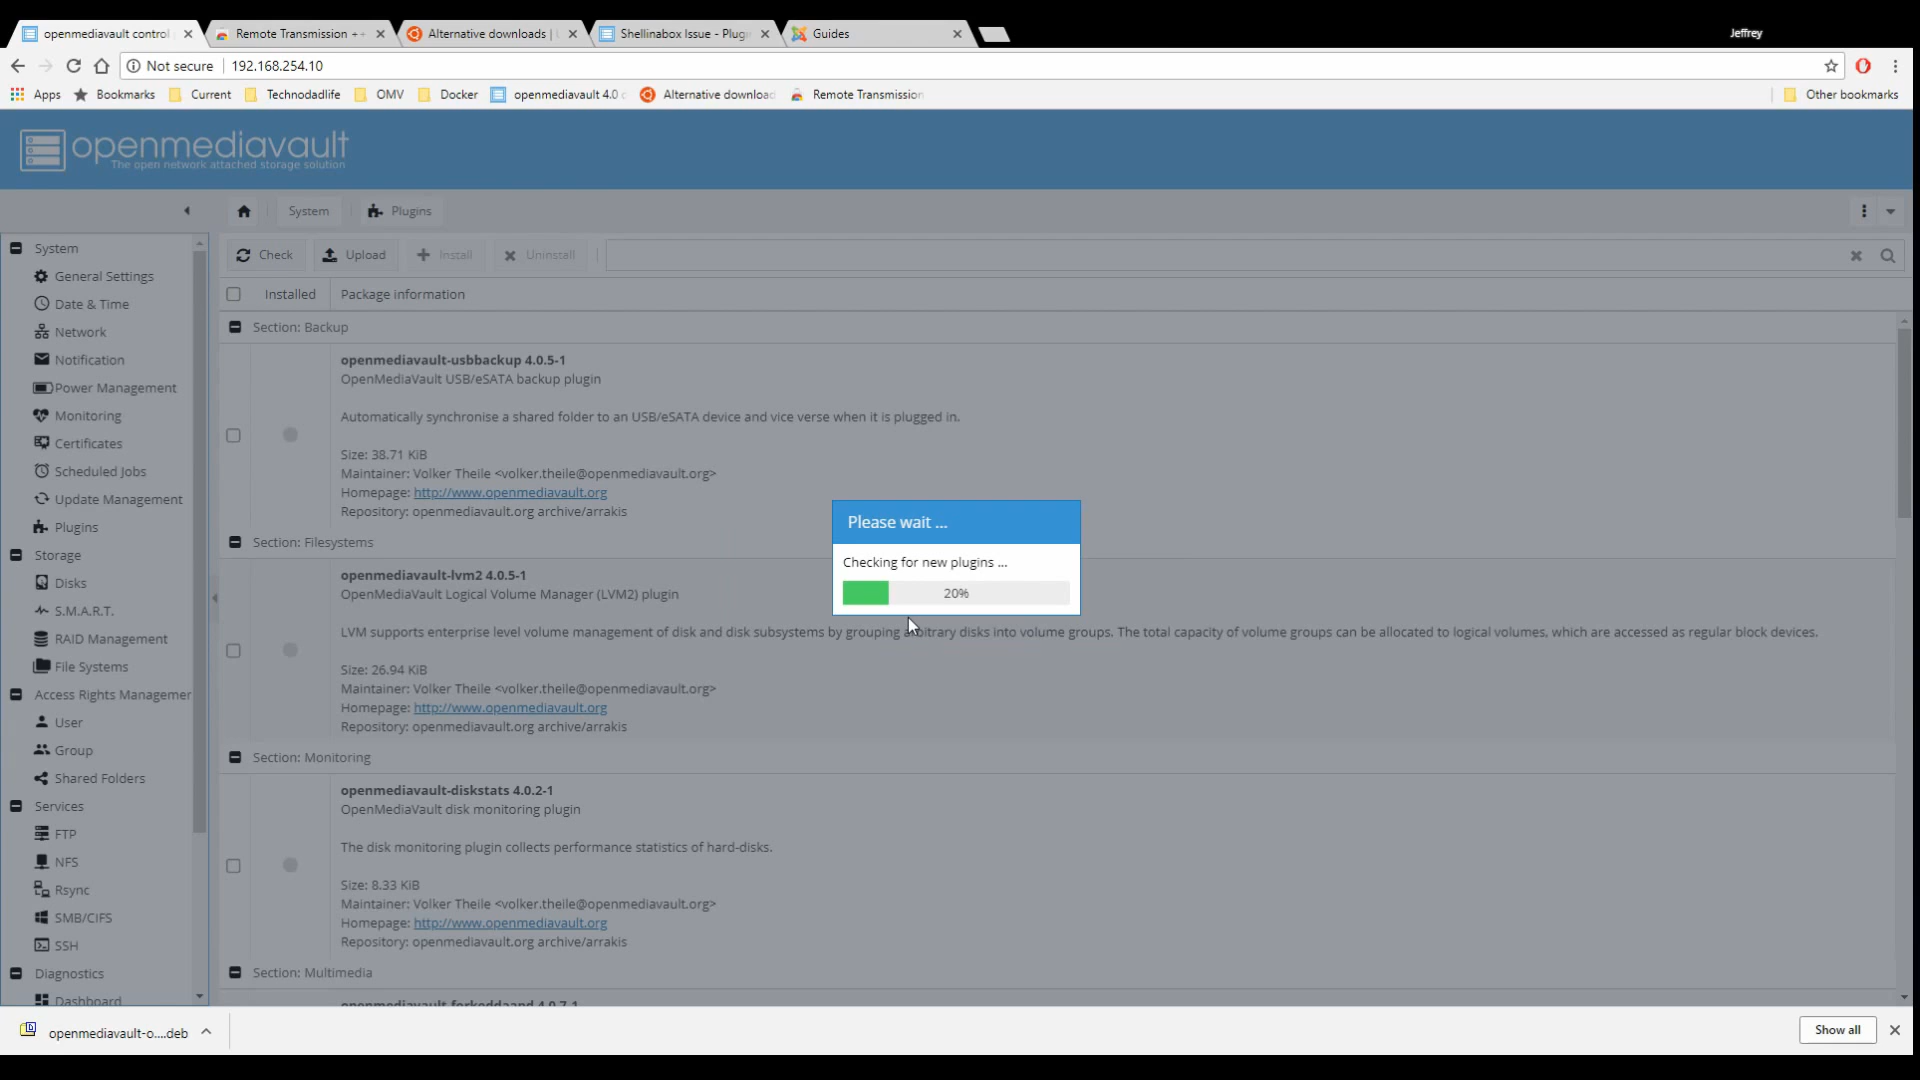 openmediavault control
Remote Transmission +
Alternative downloads |
Shellinabox Issue - Plug
Guides
Jeffrey
Not secure
192.168.254.10
Apps
Bookmarks
Current
Technodadlife
OMV
Docker
openmediavault 4.0
Alternative download
Remote Transmission
Other bookmarks
openmediavault
The open network attached storage solution
System
Plugins
System
General Settings
Date & Time
Network
Notification
Power Management
Monitoring
Certificates
Scheduled Jobs
Update Management
Plugins
Storage
Disks
S.M.A.R.T.
RAID Management
File Systems
Access Rights Managemen
User
Group
Shared Folders
Services
FTP
NFS
Rsync
SMB/CIFS
SSH
Diagnostics
Dashboard
Check
Upload
Install
Uninstall
Installed
Package information
Section: Backup
openmediavault-usbbackup 4.0.5-1
OpenMediaVault USB/eSATA backup plugin
Automatically synchronise a shared folder to an USB/eSATA device and vice verse when it is plugged in.
Size: 38.71 KiB
Maintainer: Volker Theile <volker.theile@openmediavault.org>
Homepage: http://www.openmediavault.org
Repository: openmediavault.org archive/arrakis
Section: Filesystems
openmediavault-lvm2 4.0.5-1
OpenMediaVault Logical Volume Manager (LVM2) plugin
LVM supports enterprise level volume management of disk and disk subsystems by grouping arbitrary disks into volume groups. The total capacity of volume groups can be allocated to logical volumes, which are accessed as regular block devices.
Size: 26.94 KiB
Maintainer: Volker Theile <volker.theile@openmediavault.org>
Homepage: http://www.openmediavault.org
Repository: openmediavault.org archive/arrakis
Section: Monitoring
openmediavault-diskstats 4.0.2-1
OpenMediaVault disk monitoring plugin
The disk monitoring plugin collects performance statistics of hard-disks.
Size: 8.33 KiB
Maintainer: Volker Theile <volker.theile@openmediavault.org>
Homepage: http://www.openmediavault.org
Repository: openmediavault.org archive/arrakis
Section: Multimedia
Please wait ...
Checking for new plugins ...
20%
openmediavault-o....deb
Show all